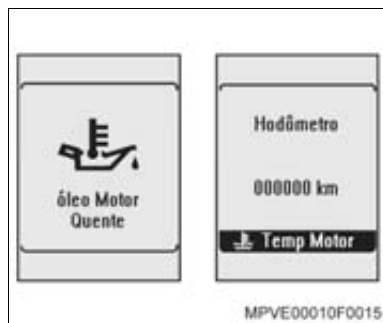 óleo Motor
Quente
Hodômetro
000000 km
Temp Motor
MPVE00010F0015